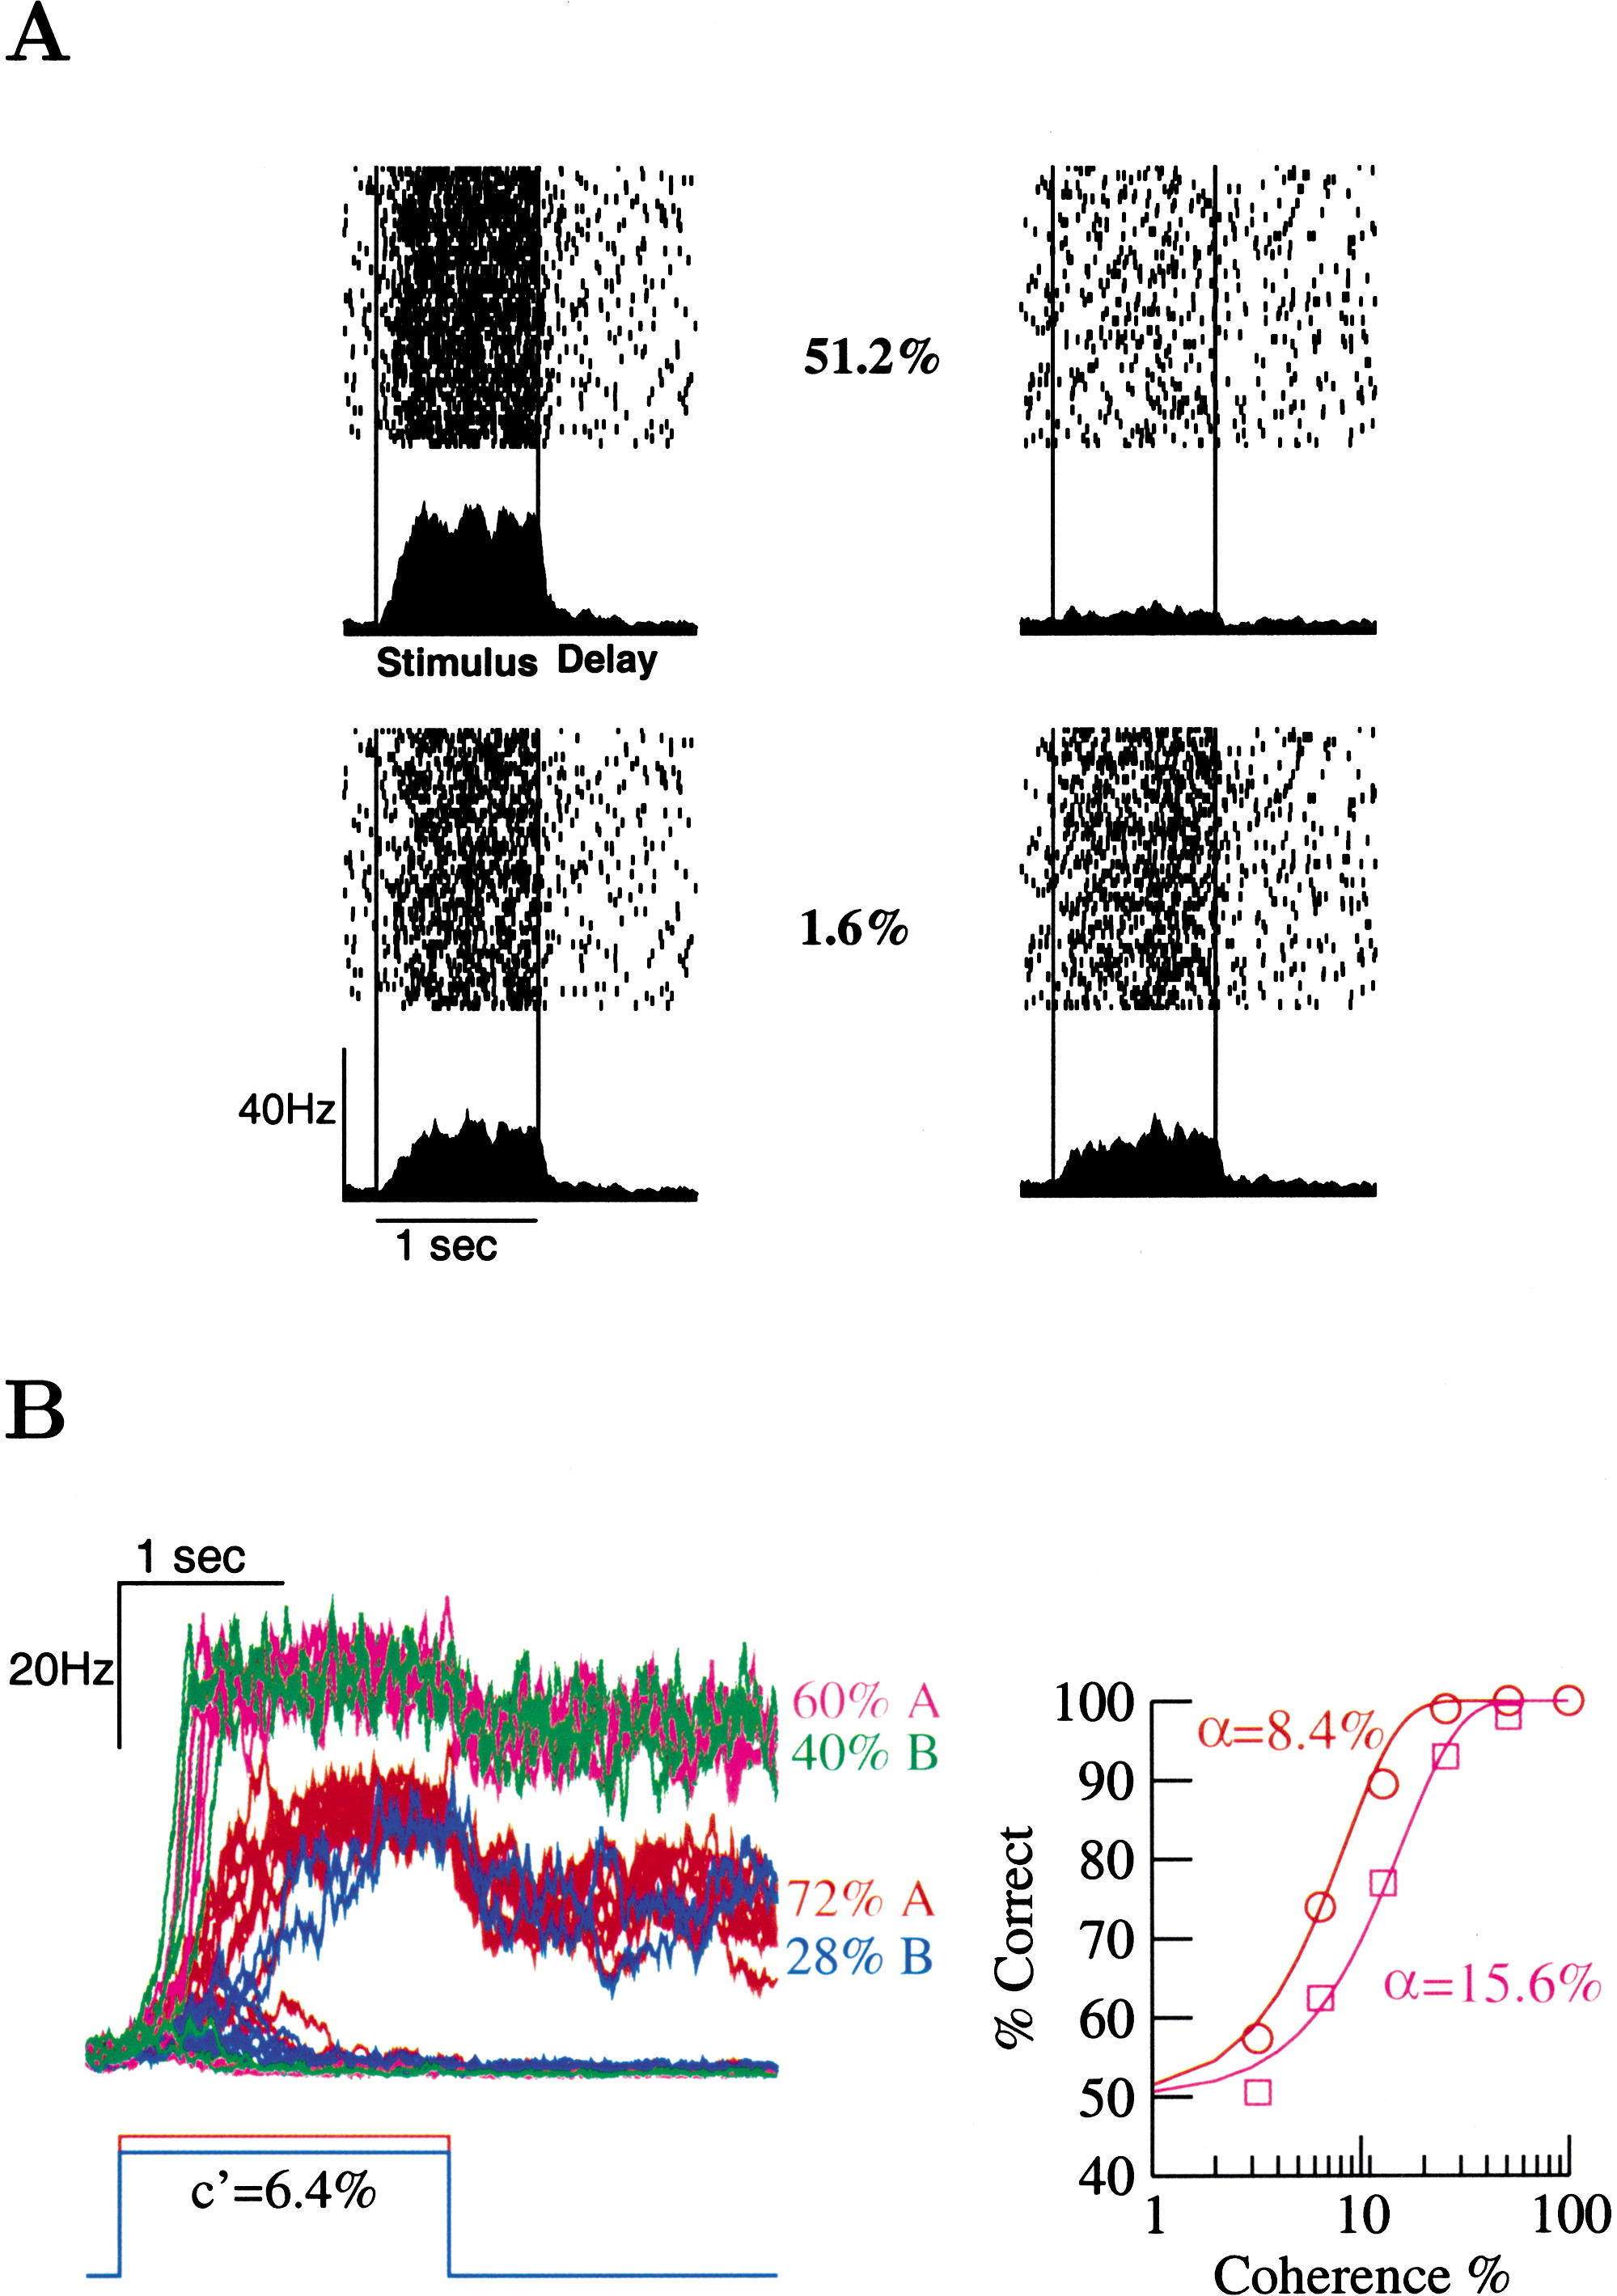 A
51.2%
Stimulus Delay
1.6%
40Hz
1 sec
B
1 sec
20Hz
60% A
40% B
72% A
28% B
c’=6.4%
100
90
80
70
60
50
40
% Correct
α=8.4%
α=15.6%
1 10 100
Coherence %